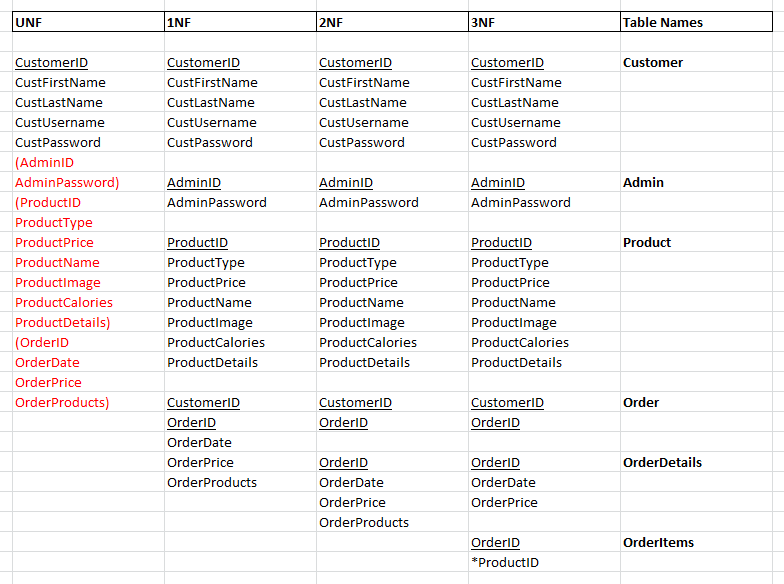 UNF 1NF 2NF 3NF Table Names
CustomerID CustomerID CustomerID CustomerID Customer
CustFirstName CustFirstName CustFirstName CustFirstName
CustLastName CustLastName CustLastName CustLastName
CustUsername CustUsername CustUsername CustUsername
CustPassword CustPassword CustPassword CustPassword
(AdminID
AdminPassword) AdminID AdminID AdminID Admin
(ProductID AdminPassword AdminPassword AdminPassword
ProductType
ProductPrice ProductID ProductID ProductID Product
ProductName ProductType ProductType ProductType
ProductImage ProductPrice ProductPrice ProductPrice
ProductCalories ProductName ProductName ProductName
ProductDetails) ProductImage ProductImage ProductImage
(OrderID ProductCalories ProductCalories ProductCalories
OrderDate ProductDetails ProductDetails ProductDetails
OrderPrice
OrderProducts) CustomerID CustomerID CustomerID Order
OrderID OrderID OrderID
OrderDate
OrderPrice OrderID OrderID OrderDetails
OrderProducts OrderDate OrderDate
OrderPrice OrderPrice
OrderProducts
OrderID OrderItems
*ProductID